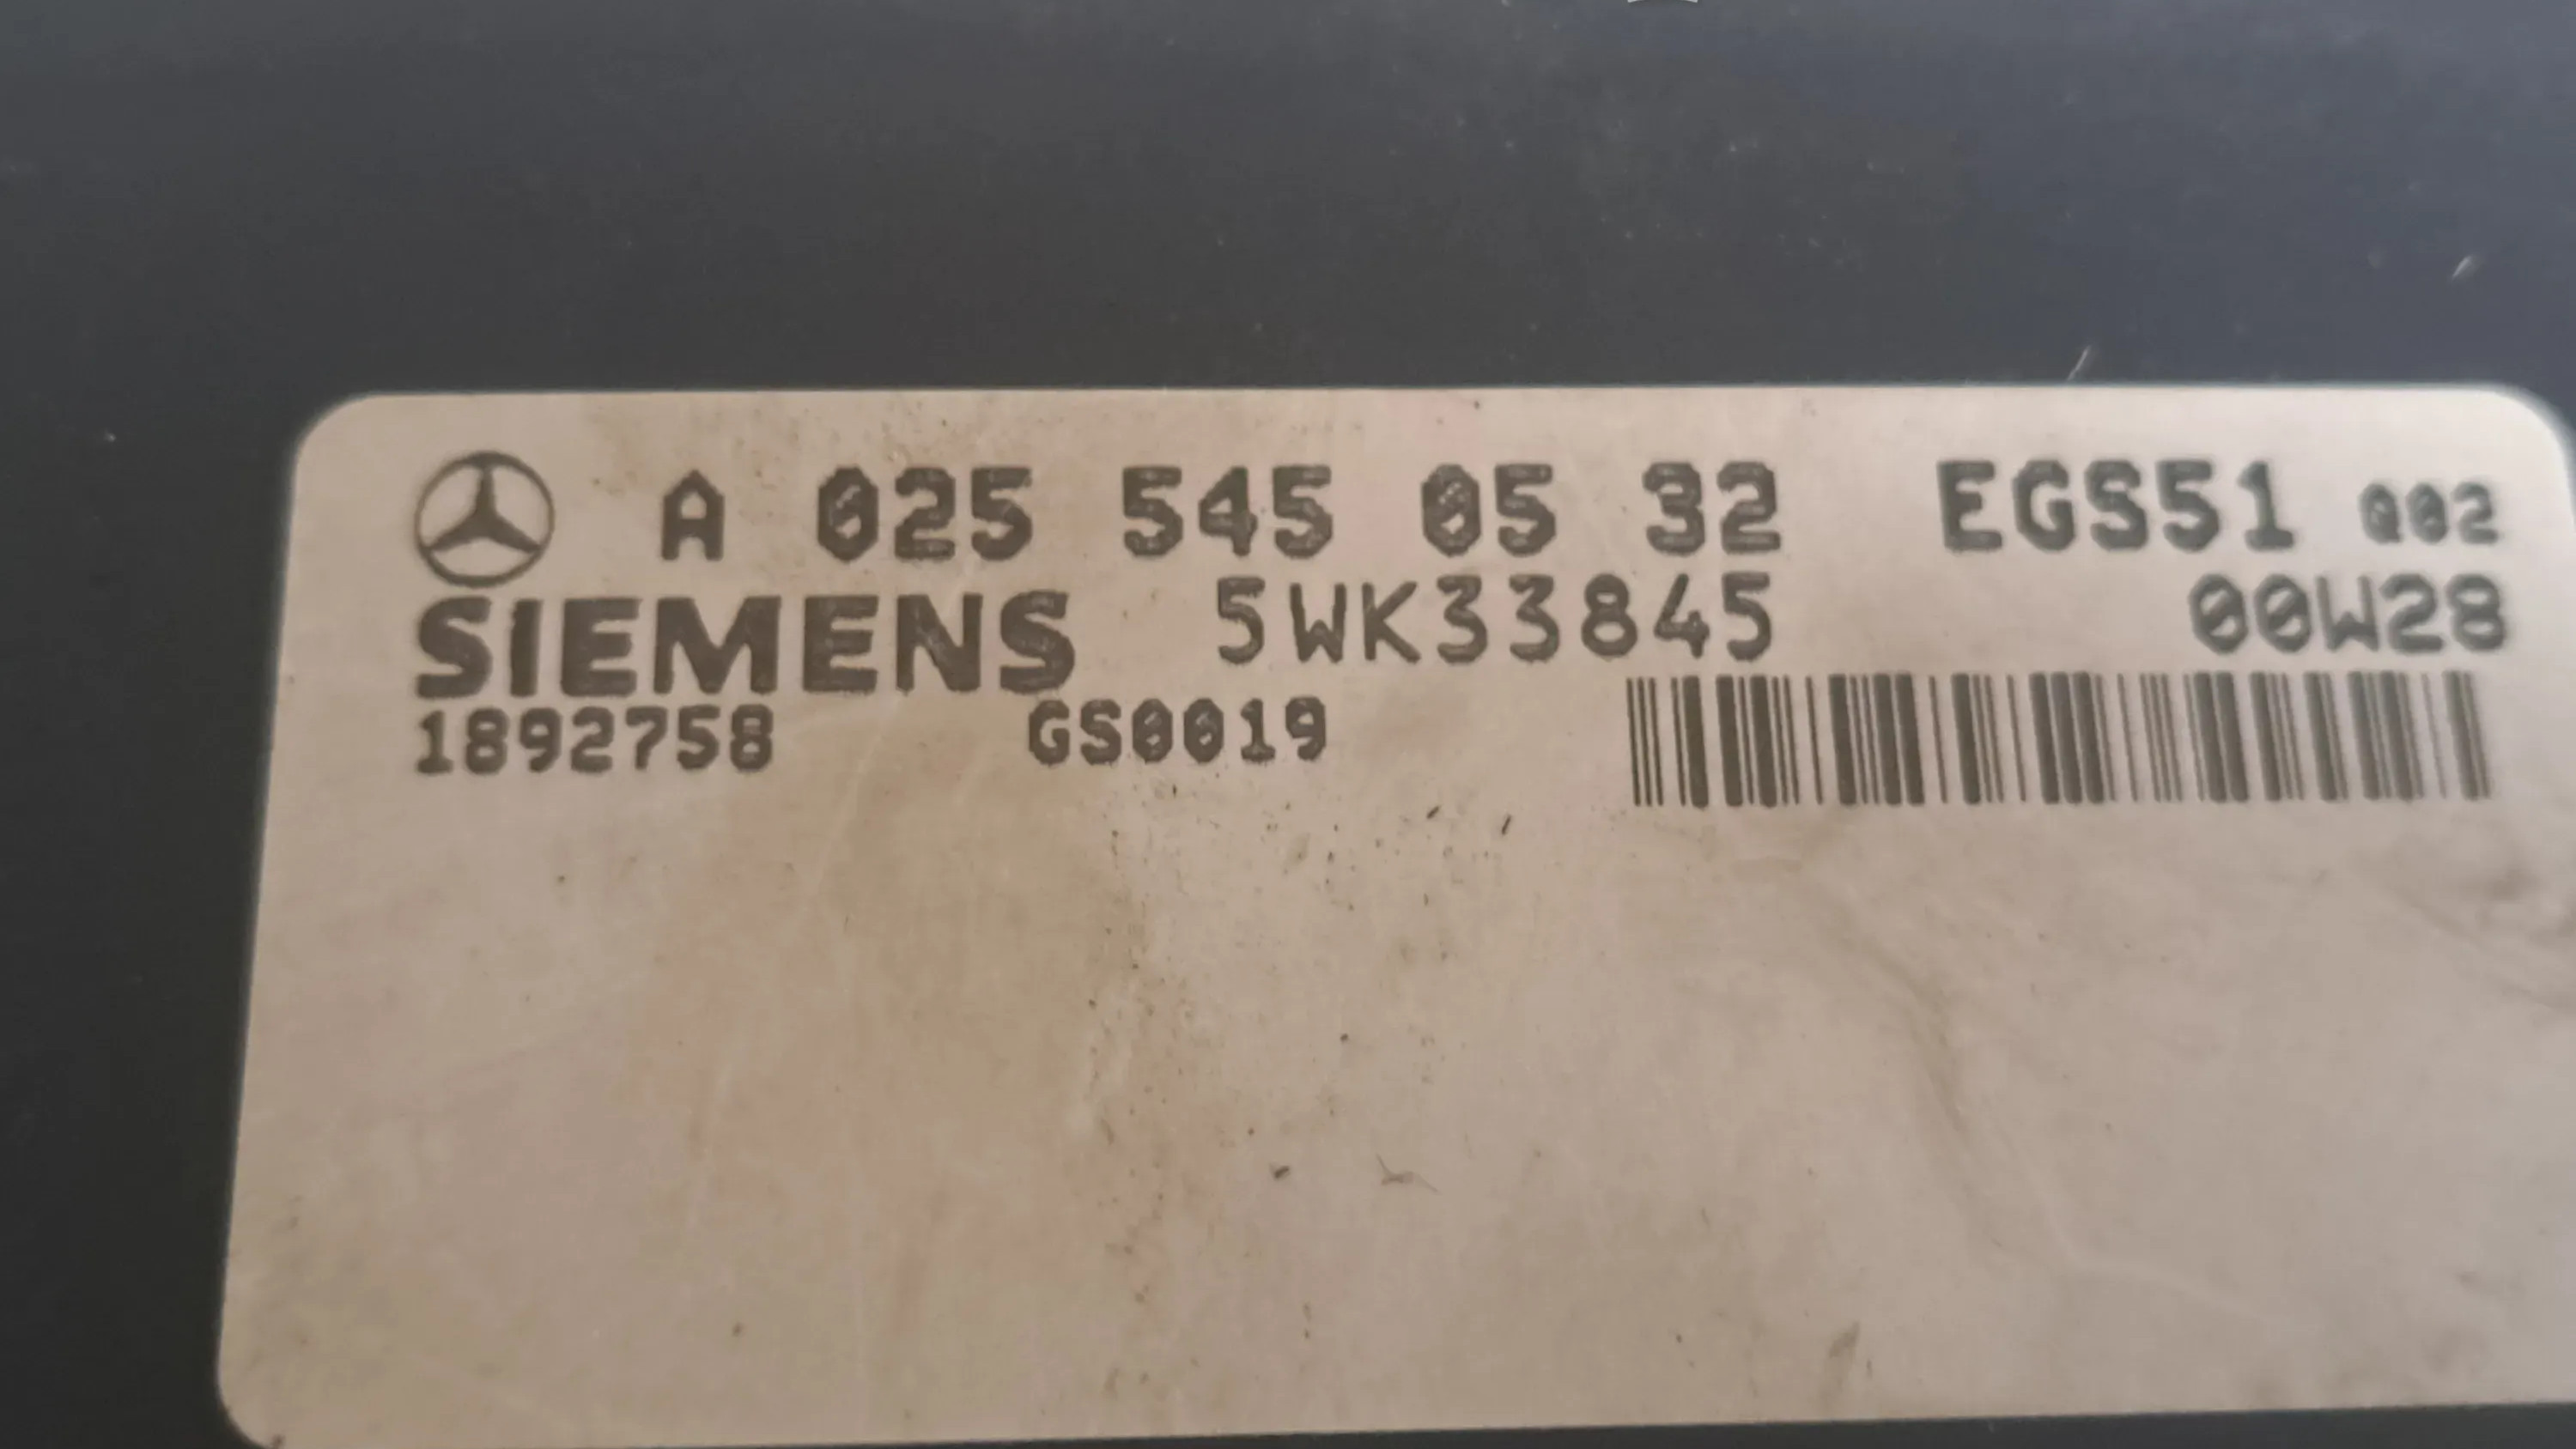 A 025 545 05 32 EGS51 Q02
SIEMENS 5WK33845 00W28
1892758 GS0019